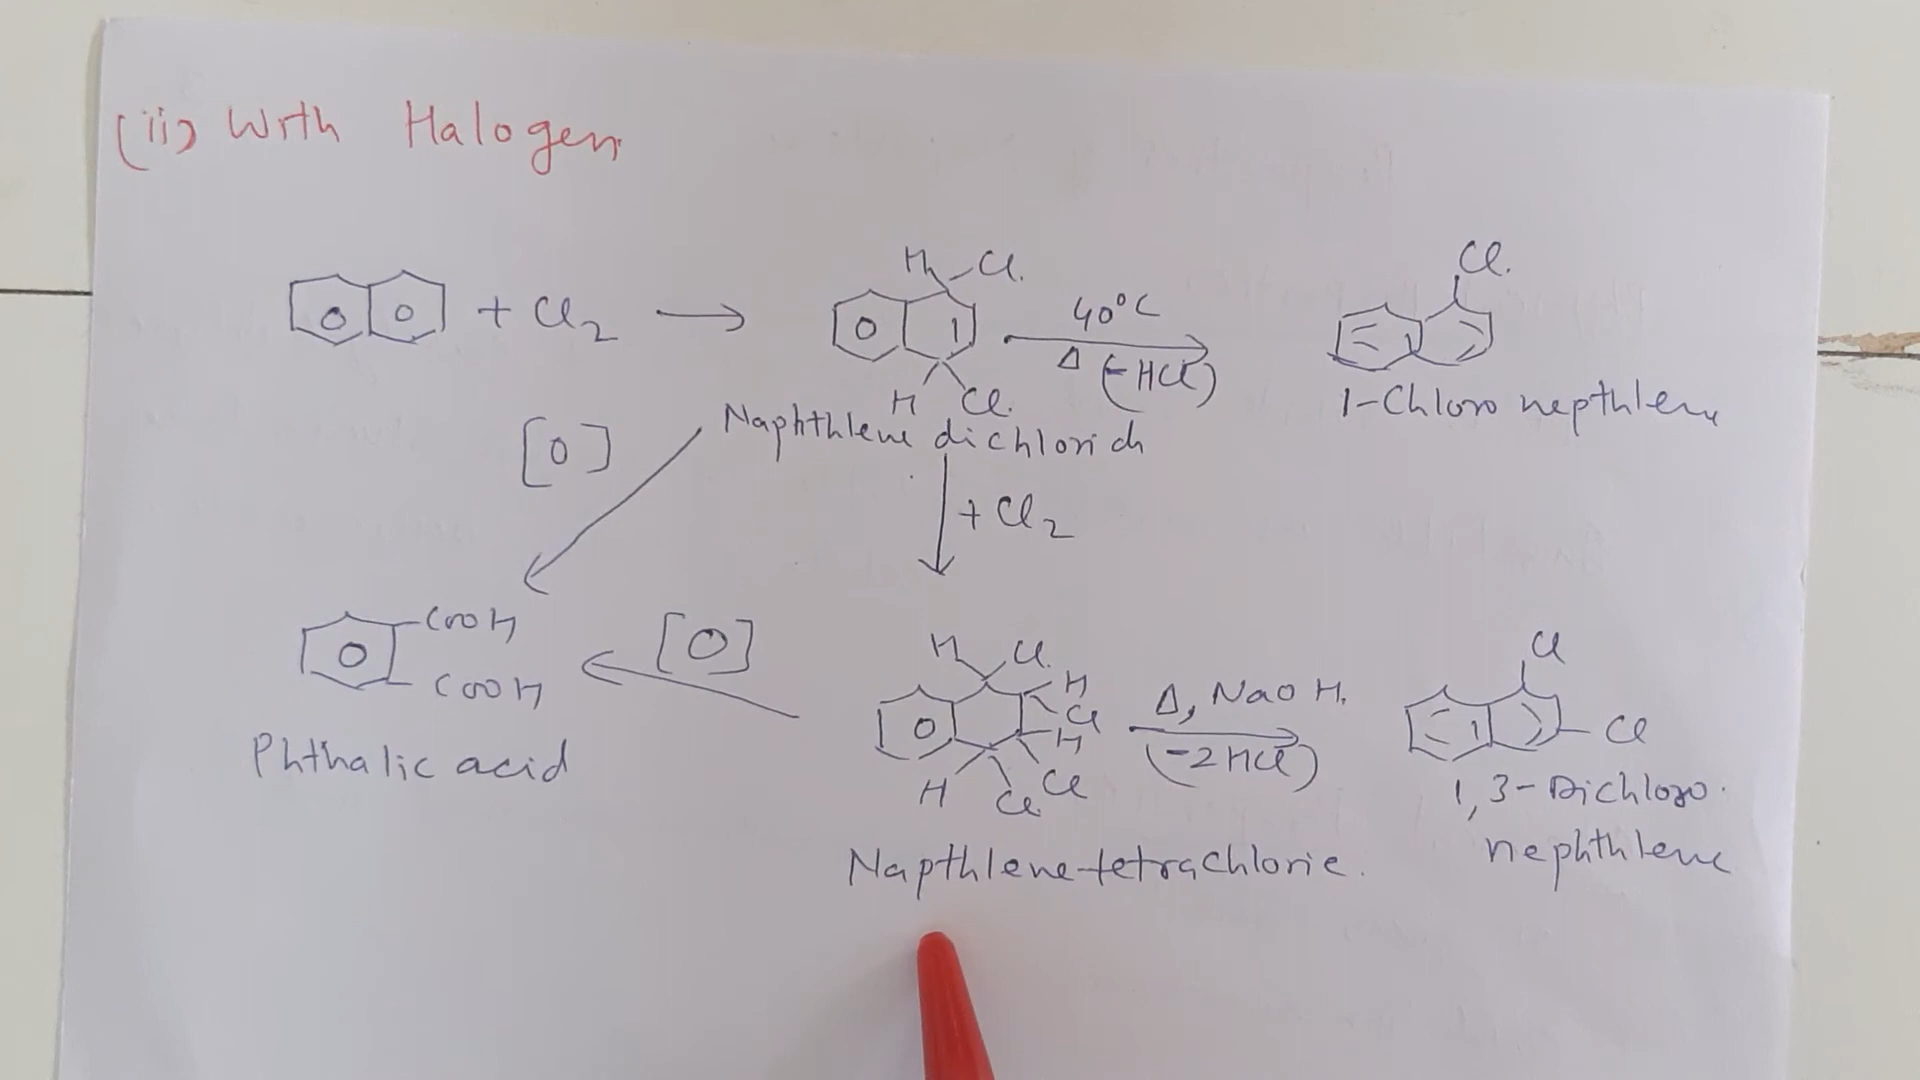 (ii) With Halogen
H Cl.
Cl.
+ Cl2
40°C
Δ (-HCl)
H Cl.
1-Chloro nepthlene
Naphthlene dichlorid
[O]
+ Cl2
COOH
[O]
H Cl.
Cl
H
Δ, NaOH.
COOH
Cl
Cl
H
(-2HCl)
Phthalic acid
H Cl. Cl
1,3-Dichloro.
nephthlene
Napthlene-tetrachlorie.